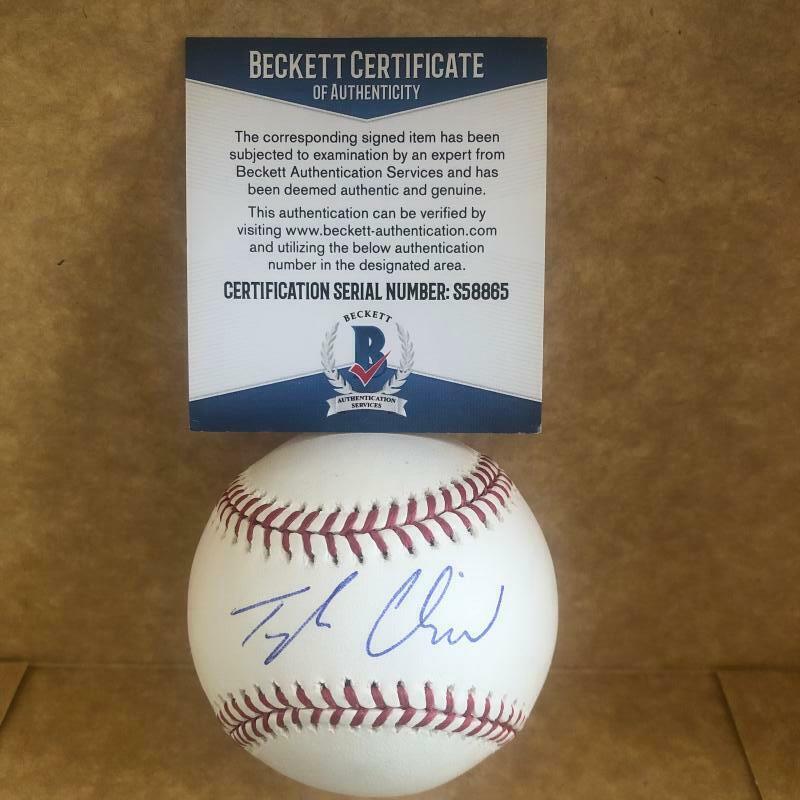 BECKETT CERTIFICATE
OF AUTHENTICITY
The corresponding signed item has been
subjected to examination by an expert from
Beckett Authentication Services and has
been deemed authentic and genuine.
This authentication can be verified by
visiting www.beckett-authentication.com
and utilizing the below authentication
number in the designated area.
CERTIFICATION SERIAL NUMBER: S58865
BECKETT
B
AUTHENTICATION
SERVICES